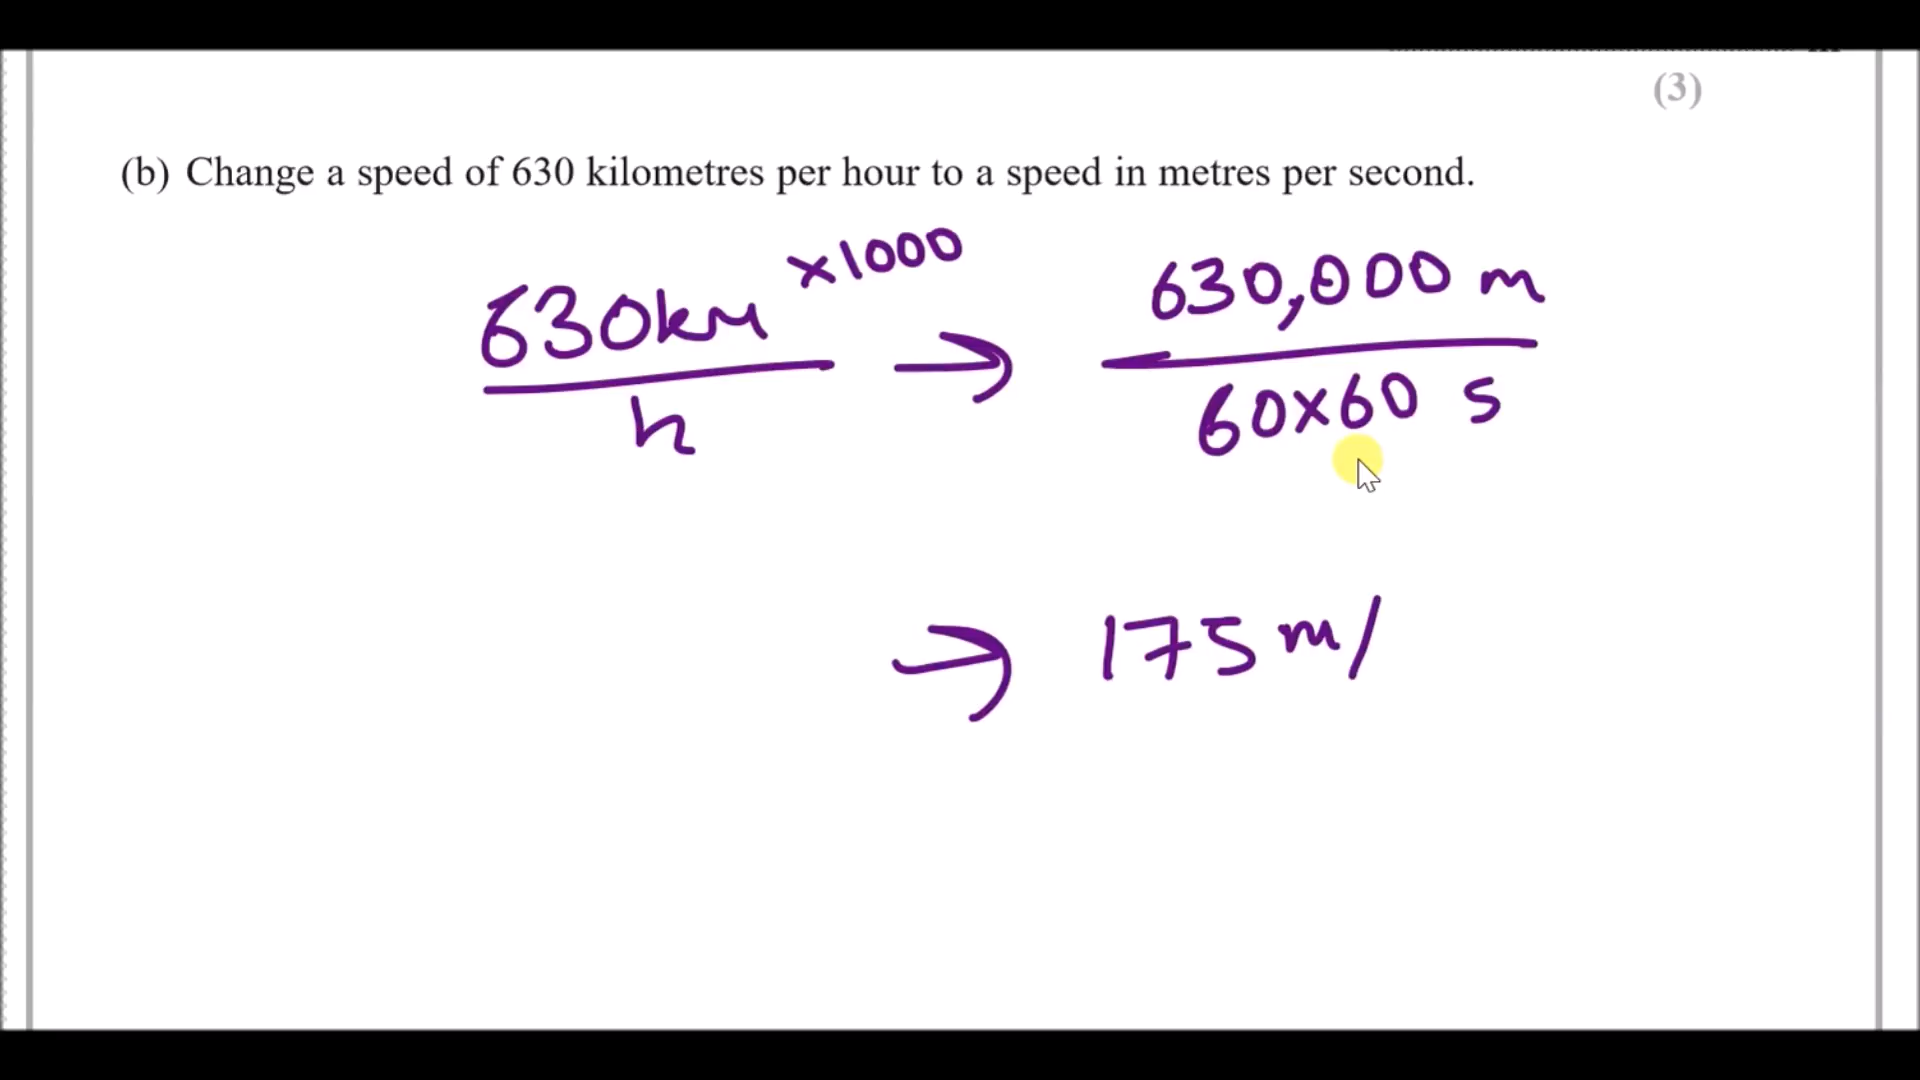 (3)
(b) Change a speed of 630 kilometres per hour to a speed in metres per second.
630km ×1000 → 630,000 m
h 60×60 s
→ 175 m/